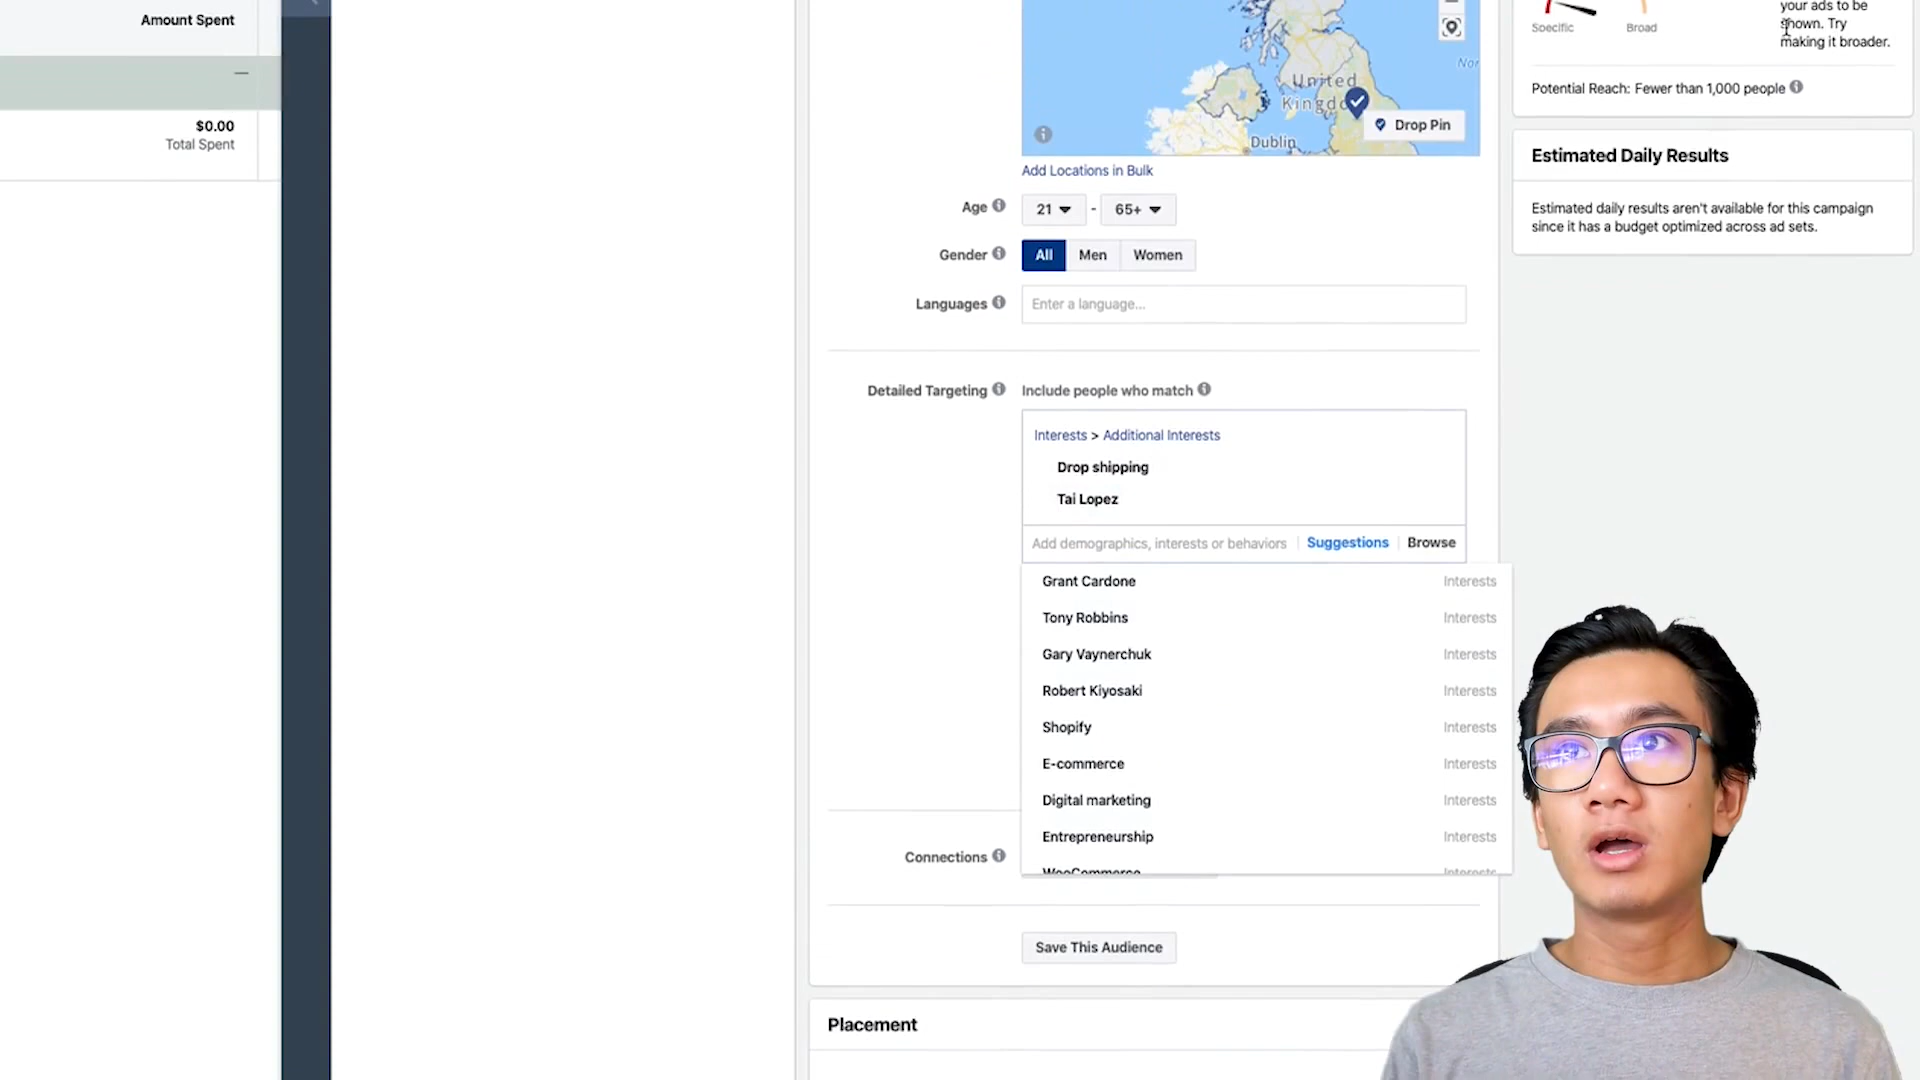 Amount Spent
—
$0.00
Total Spent
United
Kingdo
Nor
Dublin
Drop Pin
Add Locations in Bulk
Age
21 - 65+
Gender
All Men Women
Languages
Enter a language...
Detailed Targeting
Include people who match
Interests > Additional Interests
Drop shipping
Tai Lopez
Add demographics, interests or behaviors
Suggestions
Browse
Grant Cardone Interests
Tony Robbins Interests
Gary Vaynerchuk Interests
Robert Kiyosaki Interests
Shopify Interests
E-commerce Interests
Digital marketing Interests
Entrepreneurship Interests
WooCommerce Interests
Connections
Save This Audience
Placement
Specific
Broad
your ads to be
shown. Try
making it broader.
Potential Reach: Fewer than 1,000 people
Estimated Daily Results
Estimated daily results aren't available for this campaign
since it has a budget optimized across ad sets.